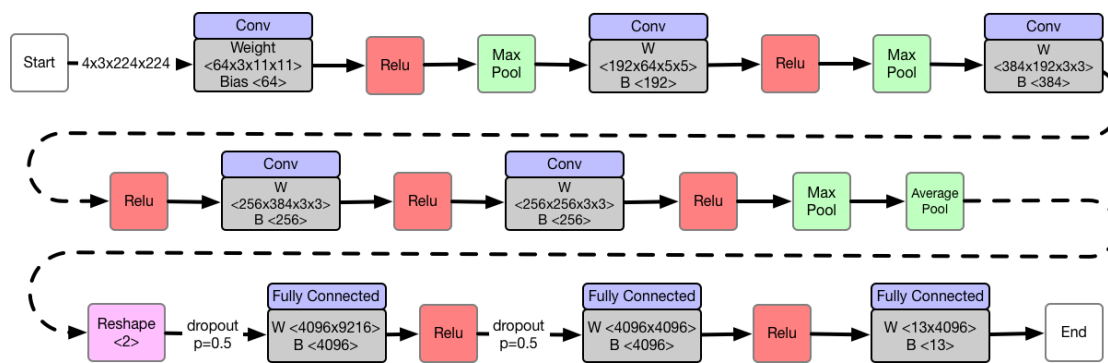 Start
4x3x224x224
Conv
Weight
<64x3x11x11>
Bias <64>
Relu
Max
Pool
Conv
W
<192x64x5x5>
B <192>
Relu
Max
Pool
Conv
W
<384x192x3x3>
B <384>
Relu
Conv
W
<256x384x3x3>
B <256>
Relu
Conv
W
<256x256x3x3>
B <256>
Relu
Max
Pool
Average
Pool
Reshape
<2>
dropout
p=0.5
Fully Connected
W <4096x9216>
B <4096>
Relu
dropout
p=0.5
Fully Connected
W <4096x4096>
B <4096>
Relu
Fully Connected
W <13x4096>
B <13>
End